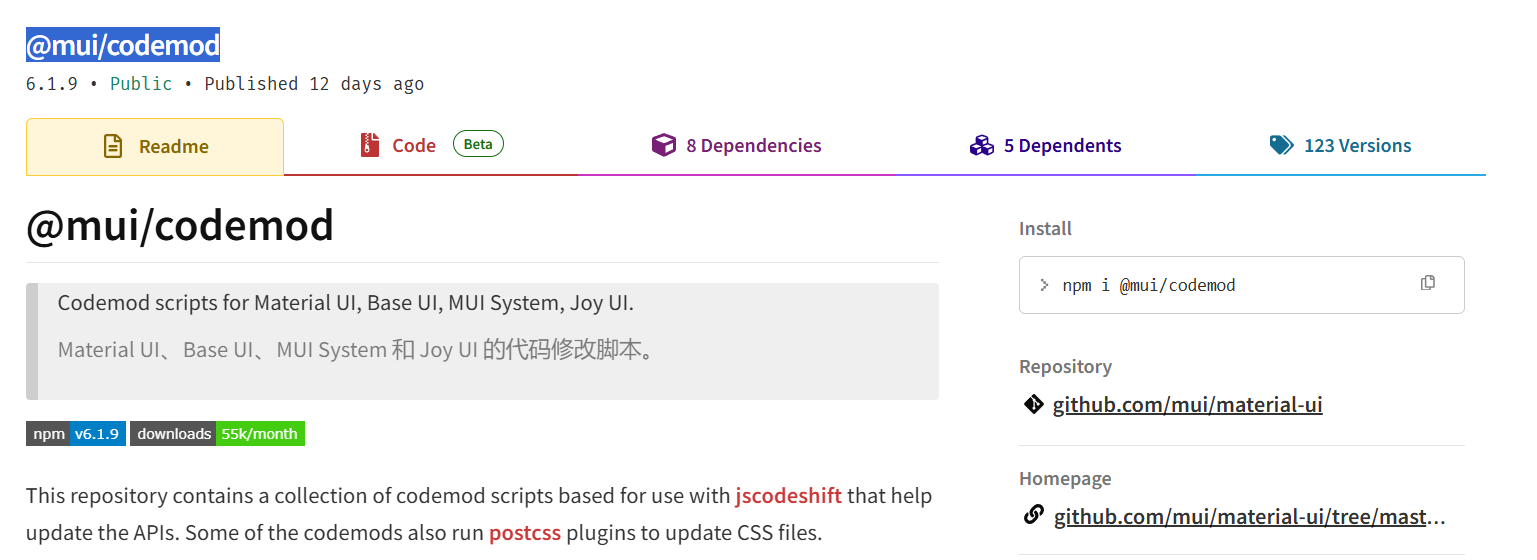 @mui/codemod
6.1.9 • Public • Published 12 days ago
Readme
Code Beta
8 Dependencies
5 Dependents
123 Versions
@mui/codemod
Codemod scripts for Material UI, Base UI, MUI System, Joy UI.
Material UI、Base UI、MUI System 和 Joy UI 的代码修改脚本。
npm v6.1.9 downloads 55k/month
This repository contains a collection of codemod scripts based for use with jscodeshift that help
update the APIs. Some of the codemods also run postcss plugins to update CSS files.
Install
> npm i @mui/codemod
Repository
github.com/mui/material-ui
Homepage
github.com/mui/material-ui/tree/mast...